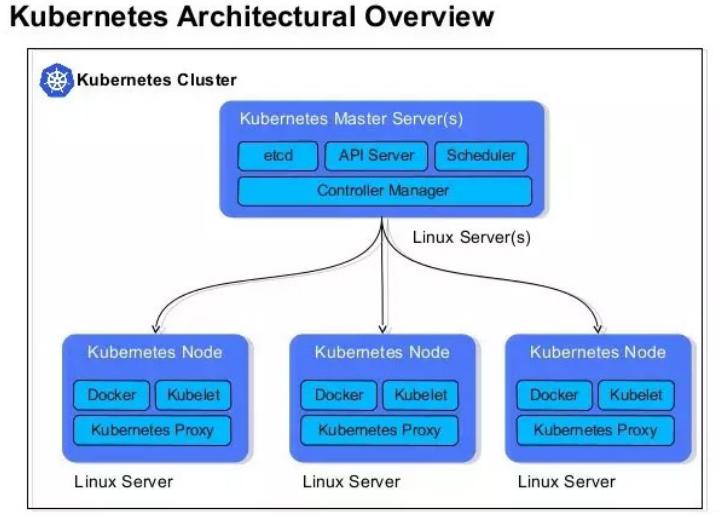 Kubernetes Architectural Overview
Kubernetes Cluster
Kubernetes Master Server(s)
etcd API Server Scheduler
Controller Manager
Linux Server(s)
Kubernetes Node Kubernetes Node Kubernetes Node
Docker Kubelet Docker Kubelet Docker Kubelet
Kubernetes Proxy Kubernetes Proxy Kubernetes Proxy
Linux Server Linux Server Linux Server